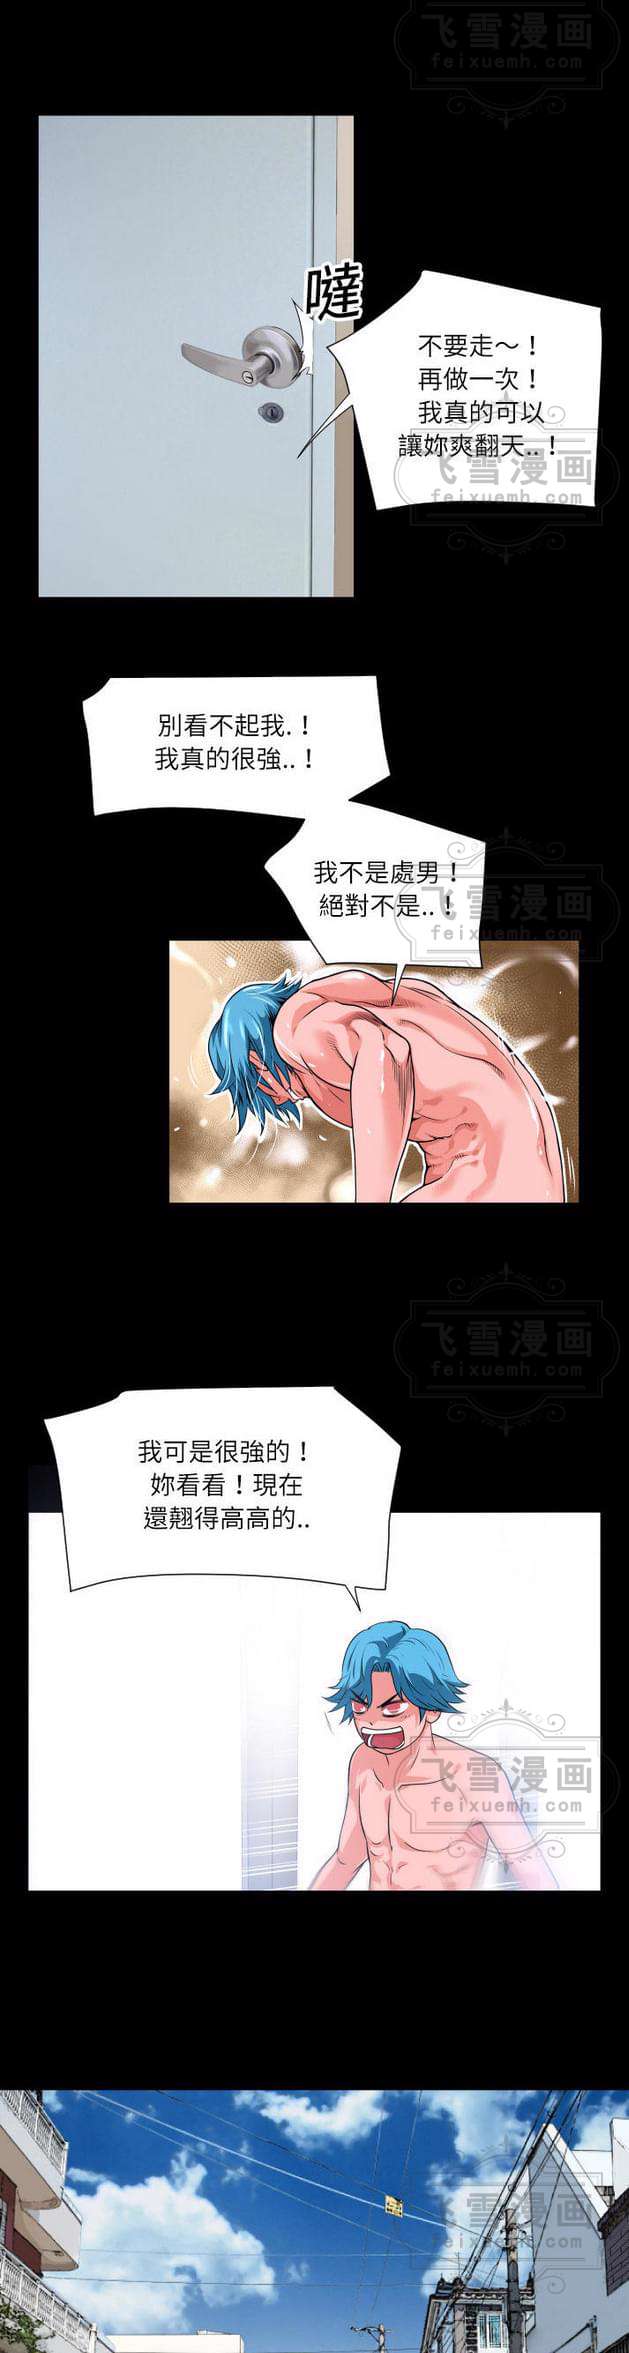 飞雪漫画
feixuemh.com
噠
不要走～！
再做一次！
我真的可以
讓妳爽翻天..！
飞雪漫画
feixuemh.com
別看不起我.！
我真的很強..！
我不是處男！
絕對不是..！
飞雪漫画
feixuemh.com
飞雪漫画
feixuemh.com
我可是很強的！
妳看看！現在
還翹得高高的..
飞雪漫画
feixuemh.com
飞雪漫画
feixuemh.com